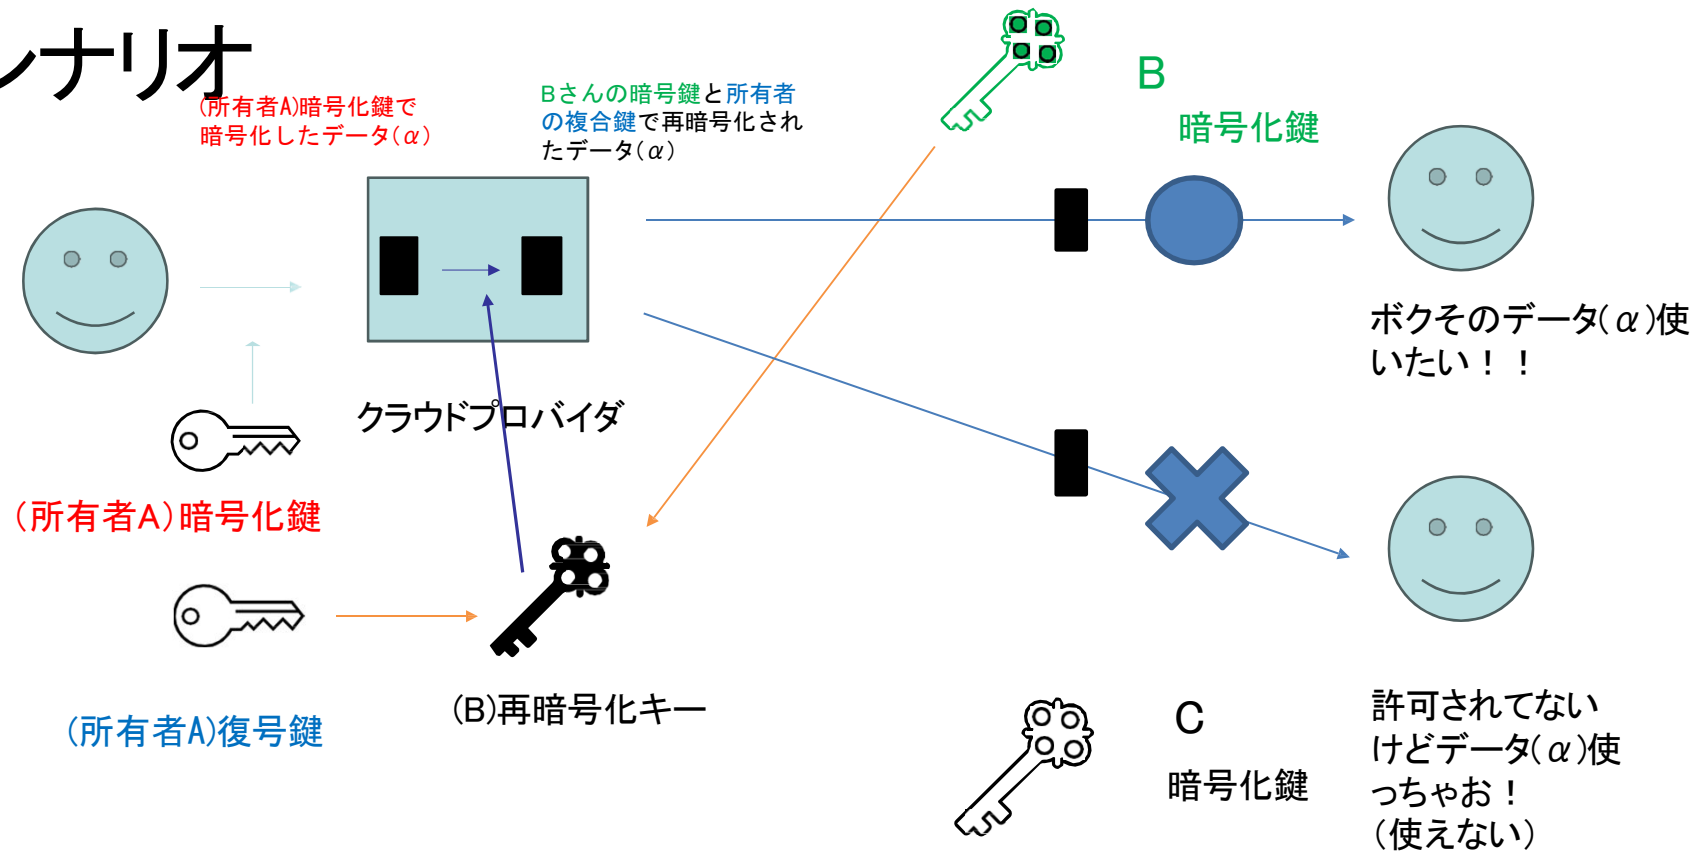 ンナリオ
(所有者A)暗号化鍵で
暗号化したデータ(α)
Bさんの暗号鍵と所有者
の複合鍵で再暗号化され
たデータ(α)
B
暗号化鍵
ボクそのデータ(α)使
いたい！！
クラウドプロバイダ
(所有者A)暗号化鍵
(所有者A)復号鍵
(B)再暗号化キー
C
暗号化鍵
許可されてない
けどデータ(α)使
っちゃお！
(使えない)